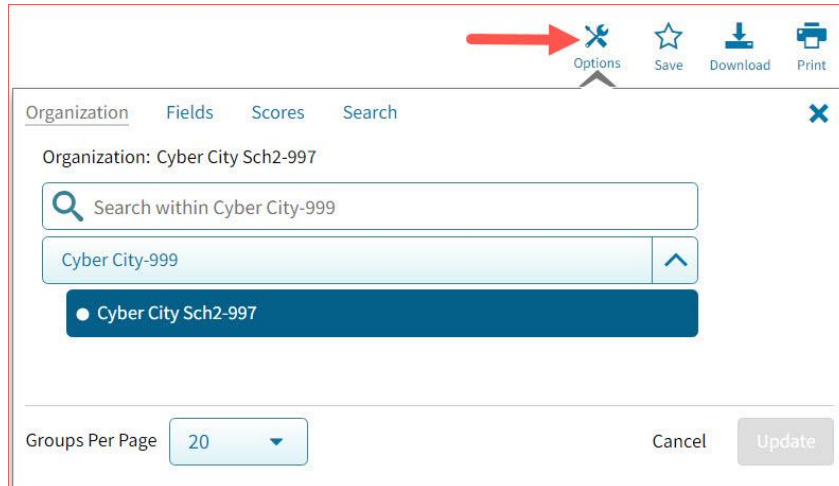 Options Save Download Print
Organization Fields Scores Search
Organization: Cyber City Sch2-997
Search within Cyber City-999
Cyber City-999
Cyber City Sch2-997
Groups Per Page 20 Cancel Update